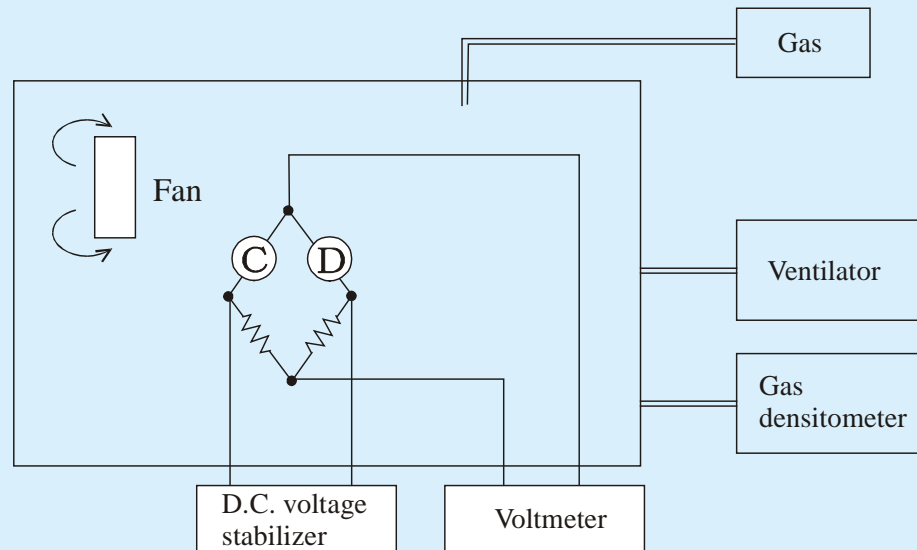 Gas
Fan
C
D
Ventilator
Gas
densitometer
D.C. voltage
stabilizer
Voltmeter